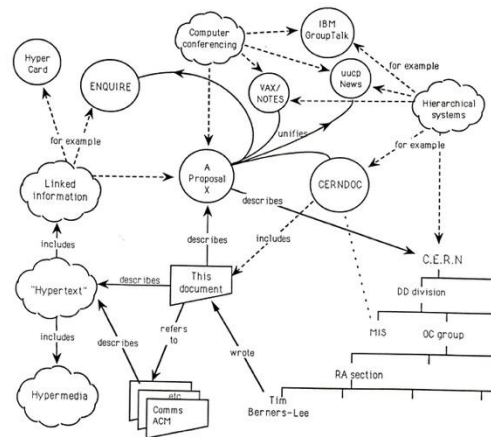 Computer
conferencing
IBM
GroupTalk
Hyper
Card
ENQUIRE
for example
VAX/
NOTES
uucp
News
Hierarchical
systems
unifies
for example
for example
Linked
information
A
Proposal
X
CERNDOC
describes
C.E.R.N
includes
describes
includes
DD division
"Hypertext"
describes
This
document
MIS
OC group
refers
to
includes
describes
wrote
RA section
Hypermedia
etc
Comms
ACM
Tim
Berners-Lee